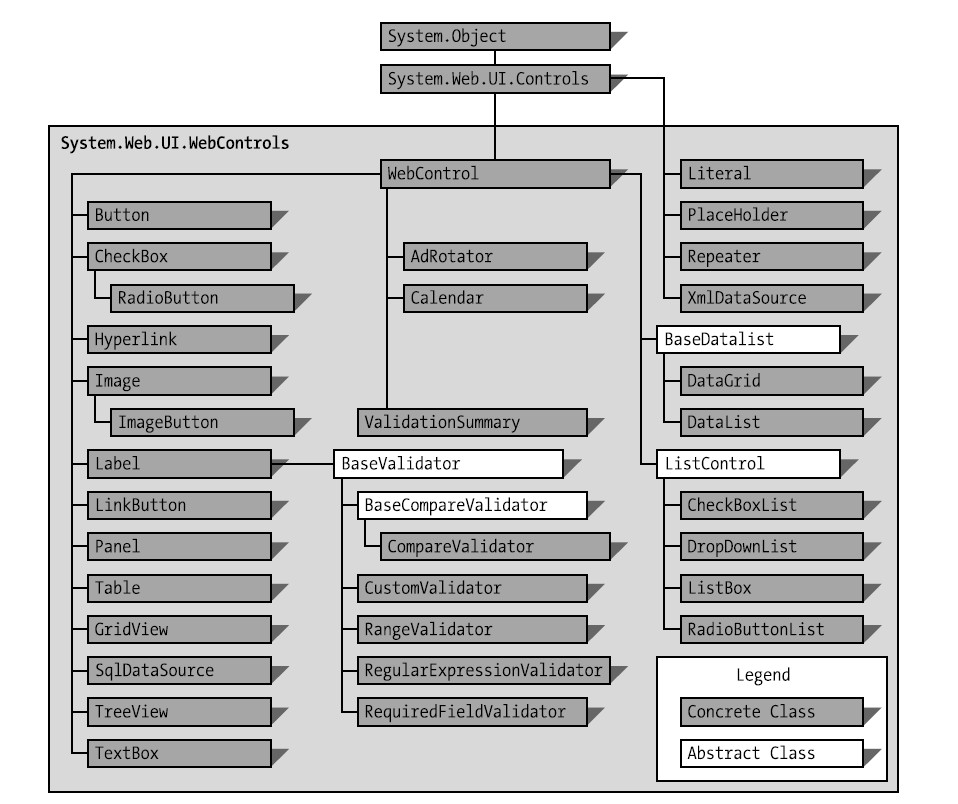 System.Object
System.Web.UI.Controls
System.Web.UI.WebControls
WebControl
Button
CheckBox
RadioButton
Hyperlink
Image
ImageButton
Label
LinkButton
Panel
Table
GridView
SqlDataSource
TreeView
TextBox
AdRotator
Calendar
ValidationSummary
BaseValidator
BaseCompareValidator
CompareValidator
CustomValidator
RangeValidator
RegularExpressionValidator
RequiredFieldValidator
Literal
PlaceHolder
Repeater
XmlDataSource
BaseDatalist
DataGrid
DataList
ListControl
CheckBoxList
DropDownList
ListBox
RadioButtonList
Legend
Concrete Class
Abstract Class